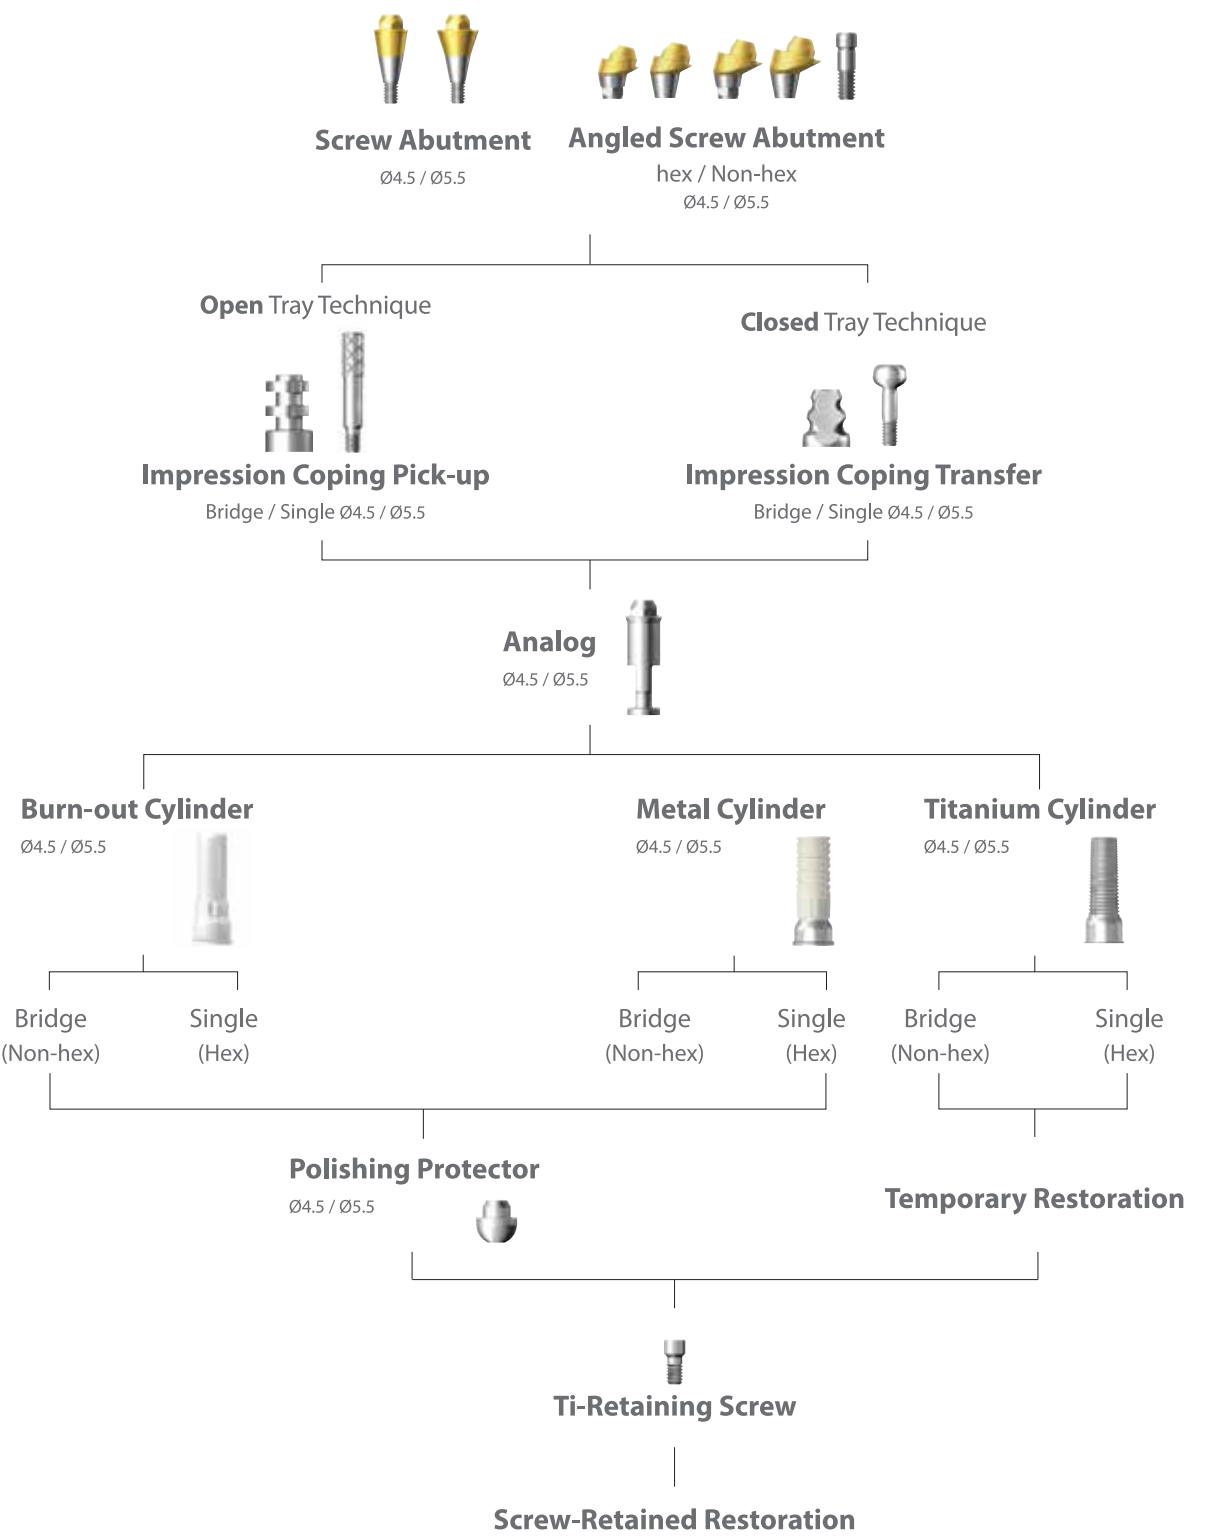 Screw Abutment
Ø4.5 / Ø5.5
Angled Screw Abutment
hex / Non-hex
Ø4.5 / Ø5.5
Open Tray Technique
Closed Tray Technique
Impression Coping Pick-up
Bridge / Single Ø4.5 / Ø5.5
Impression Coping Transfer
Bridge / Single Ø4.5 / Ø5.5
Analog
Ø4.5 / Ø5.5
Burn-out Cylinder
Ø4.5 / Ø5.5
Metal Cylinder
Ø4.5 / Ø5.5
Titanium Cylinder
Ø4.5 / Ø5.5
Bridge
(Non-hex)
Single
(Hex)
Bridge
(Non-hex)
Single
(Hex)
Bridge
(Non-hex)
Single
(Hex)
Polishing Protector
Ø4.5 / Ø5.5
Temporary Restoration
Ti-Retaining Screw
Screw-Retained Restoration